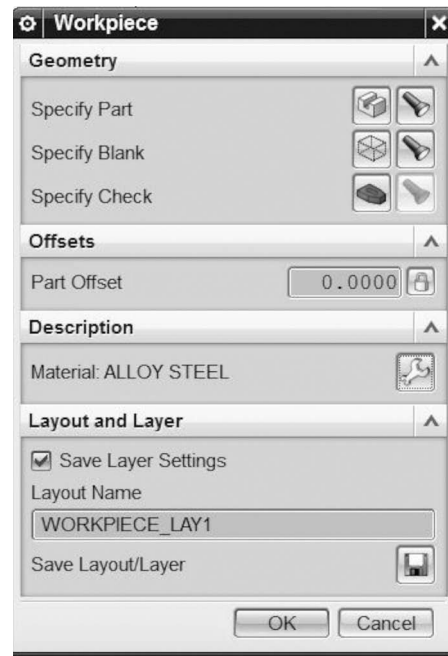 Workpiece
Geometry
Specify Part
Specify Blank
Specify Check
Offsets
Part Offset 0.0000
Description
Material: ALLOY STEEL
Layout and Layer
Save Layer Settings
Layout Name
WORKPIECE_LAY1
Save Layout/Layer
OK Cancel